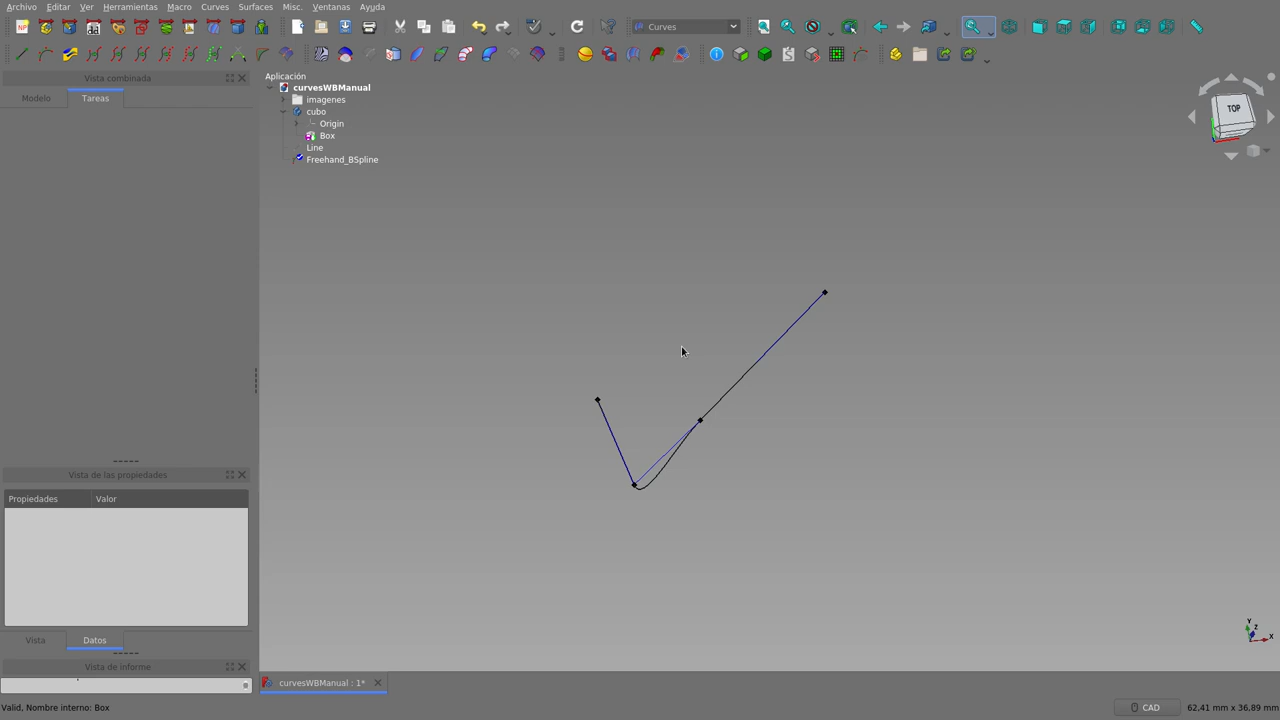 Archivo Editar Ver Herramientas Macro Curves Surfaces Misc. Ventanas Ayuda
Curves
Vista combinada
Modelo Tareas
Aplicación
curvesWBManual
imagenes
cubo
Origin
Box
Line
Freehand_BSpline
TOP
Vista de las propiedades
Propiedades Valor
Vista Datos
Vista de informe
Y
Z
X
curvesWBManual : 1*
Valid, Nombre interno: Box
CAD 62,41 mm x 36,89 mm